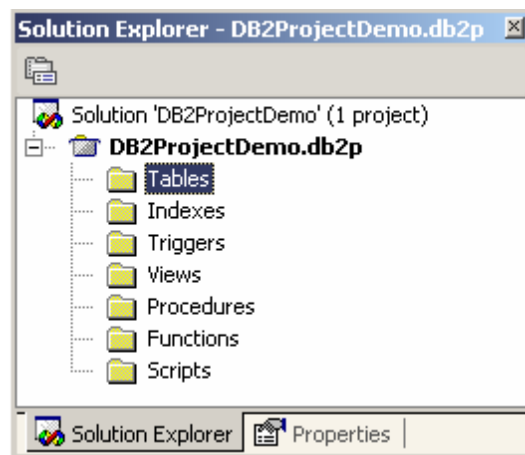 Solution Explorer - DB2ProjectDemo.db2p
Solution 'DB2ProjectDemo' (1 project)
DB2ProjectDemo.db2p
Tables
Indexes
Triggers
Views
Procedures
Functions
Scripts
Solution Explorer Properties